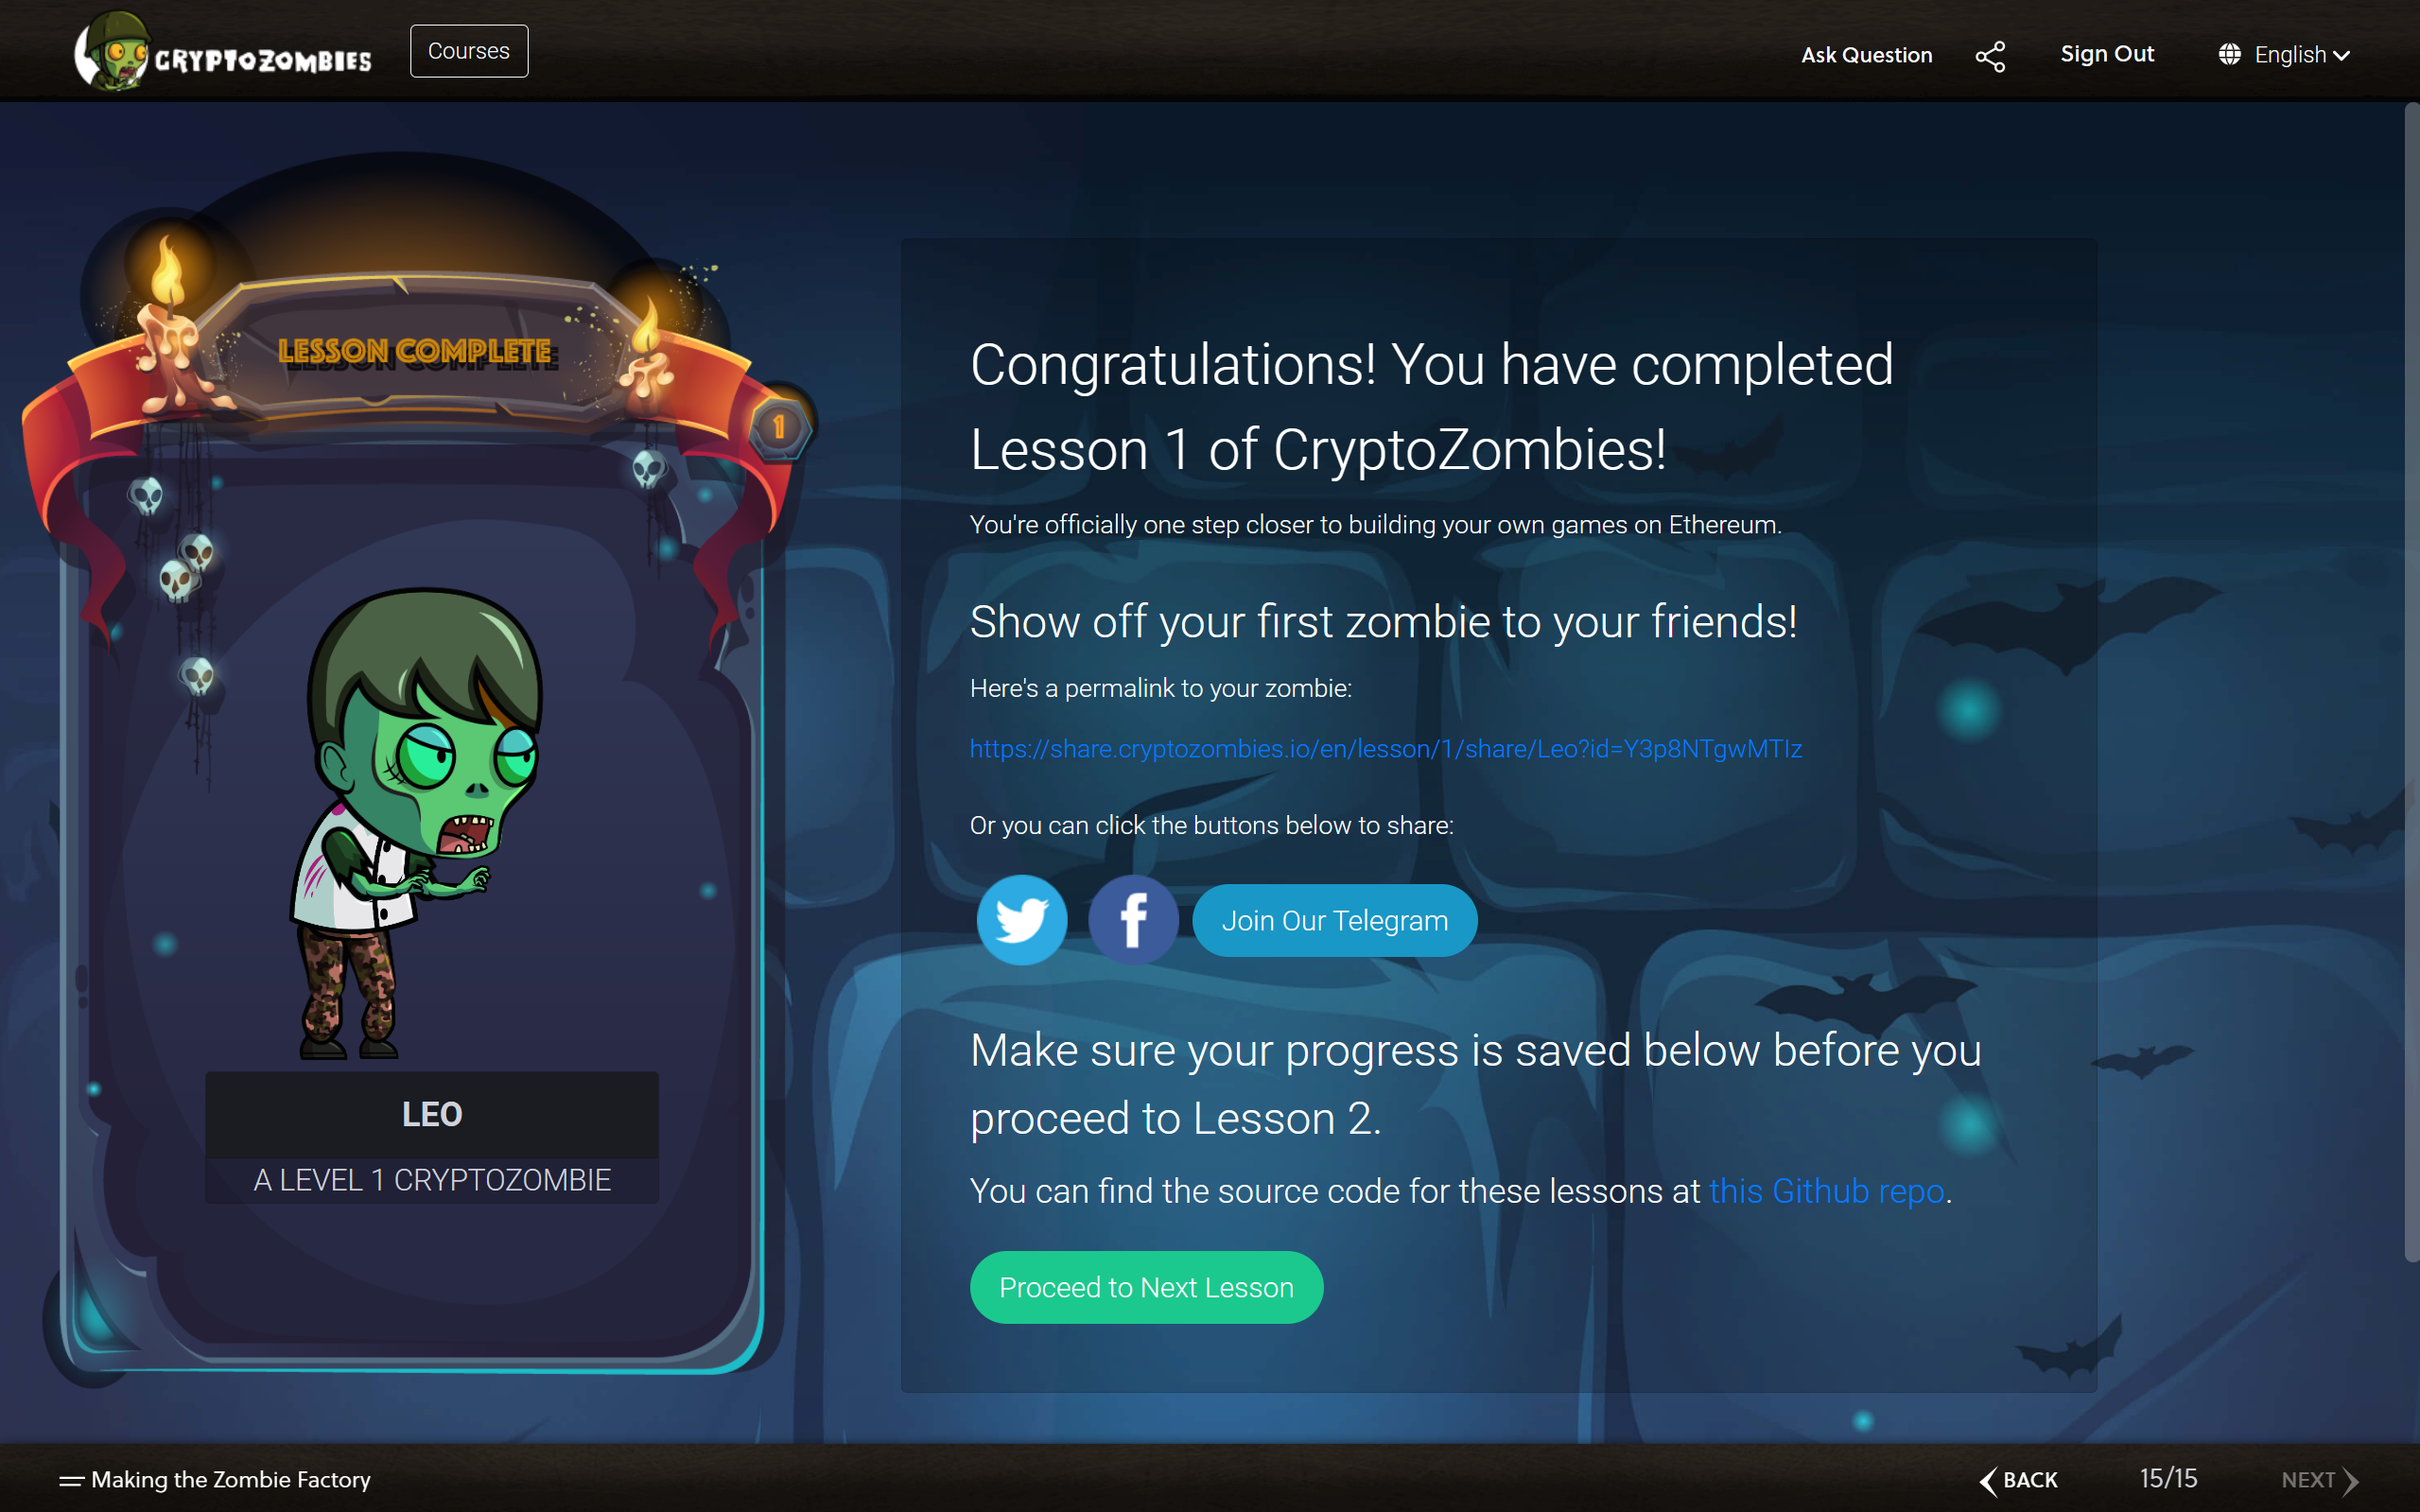 CRYPTOZOMBIES
Courses
Ask Question
Sign Out
English
LESSON COMPLETE
1
LEO
A LEVEL 1 CRYPTOZOMBIE
Congratulations! You have completed
Lesson 1 of CryptoZombies!
You're officially one step closer to building your own games on Ethereum.
Show off your first zombie to your friends!
Here's a permalink to your zombie:
https://share.cryptozombies.io/en/lesson/1/share/Leo?id=Y3p8NTgwMTIz
Or you can click the buttons below to share:
Join Our Telegram
Make sure your progress is saved below before you
proceed to Lesson 2.
You can find the source code for these lessons at this Github repo.
Proceed to Next Lesson
Making the Zombie Factory
BACK
15/15
NEXT